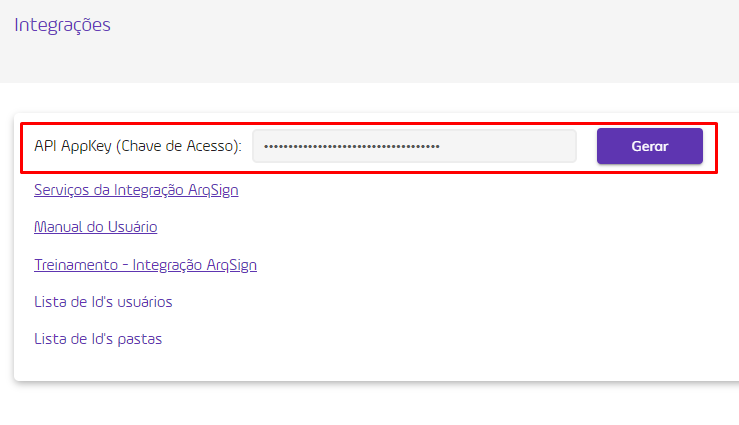 Integrações
API AppKey (Chave de Acesso): •••••••••••••••••••••••••••••••••••• Gerar
Serviços da Integração ArqSign
Manual do Usuário
Treinamento - Integração ArqSign
Lista de Id's usuários
Lista de Id's pastas